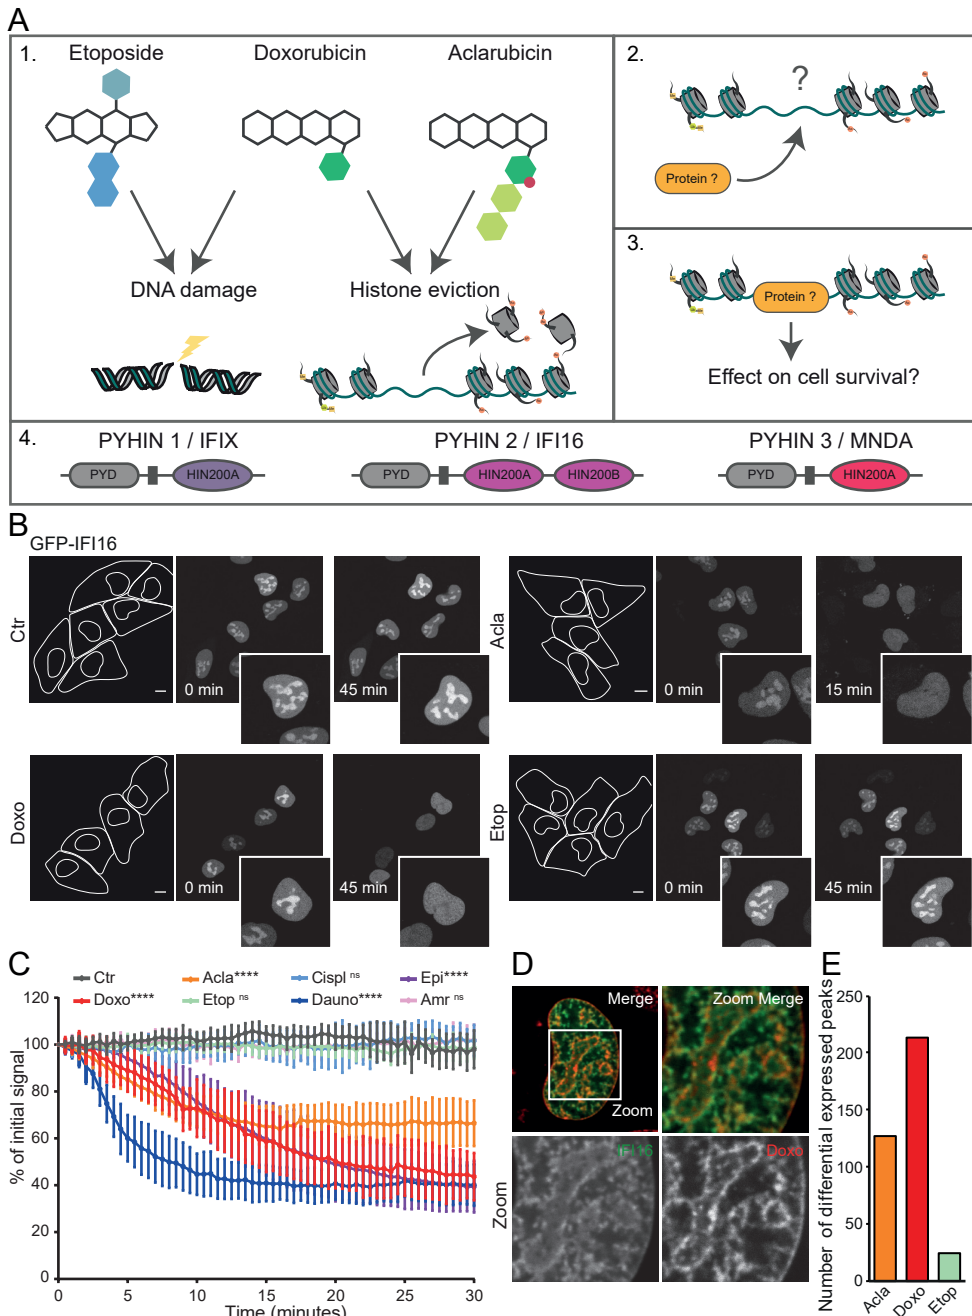 A
1.
Etoposide
Doxorubicin
Aclarubicin
DNA damage
Histone eviction
2.
?
Protein ?
3.
Protein ?
Effect on cell survival?
4.
PYHIN 1 / IFIX
PYD
HIN200A
PYHIN 2 / IFI16
PYD
HIN200A
HIN200B
PYHIN 3 / MNDA
PYD
HIN200A
B
GFP-IFI16
Ctr
0 min
45 min
Acla
0 min
15 min
Doxo
0 min
45 min
Etop
0 min
45 min
C
Ctr
Acla****
Cispl ns
Epi****
Doxo****
Etop ns
Dauno****
Amr ns
% of initial signal
120
100
80
60
40
20
0
0
5
10
15
20
25
30
Time (minutes)
D
Merge
Zoom
Zoom Merge
Zoom
IFI16
Doxo
E
Number of differential expressed peaks
250
200
150
100
50
0
Acla
Doxo
Etop